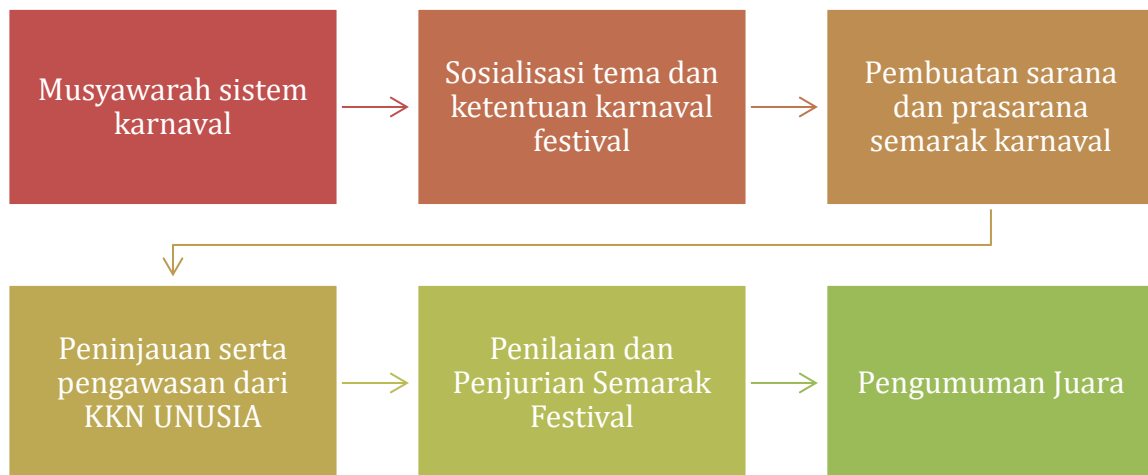 Musyawarah sistem
karnaval
Sosialisasi tema dan
ketentuan karnaval
festival
Pembuatan sarana
dan prasarana
semarak karnaval
Peninjauan serta
pengawasan dari
KKN UNUSIA
Penilaian dan
Penjurian Semarak
Festival
Pengumuman Juara